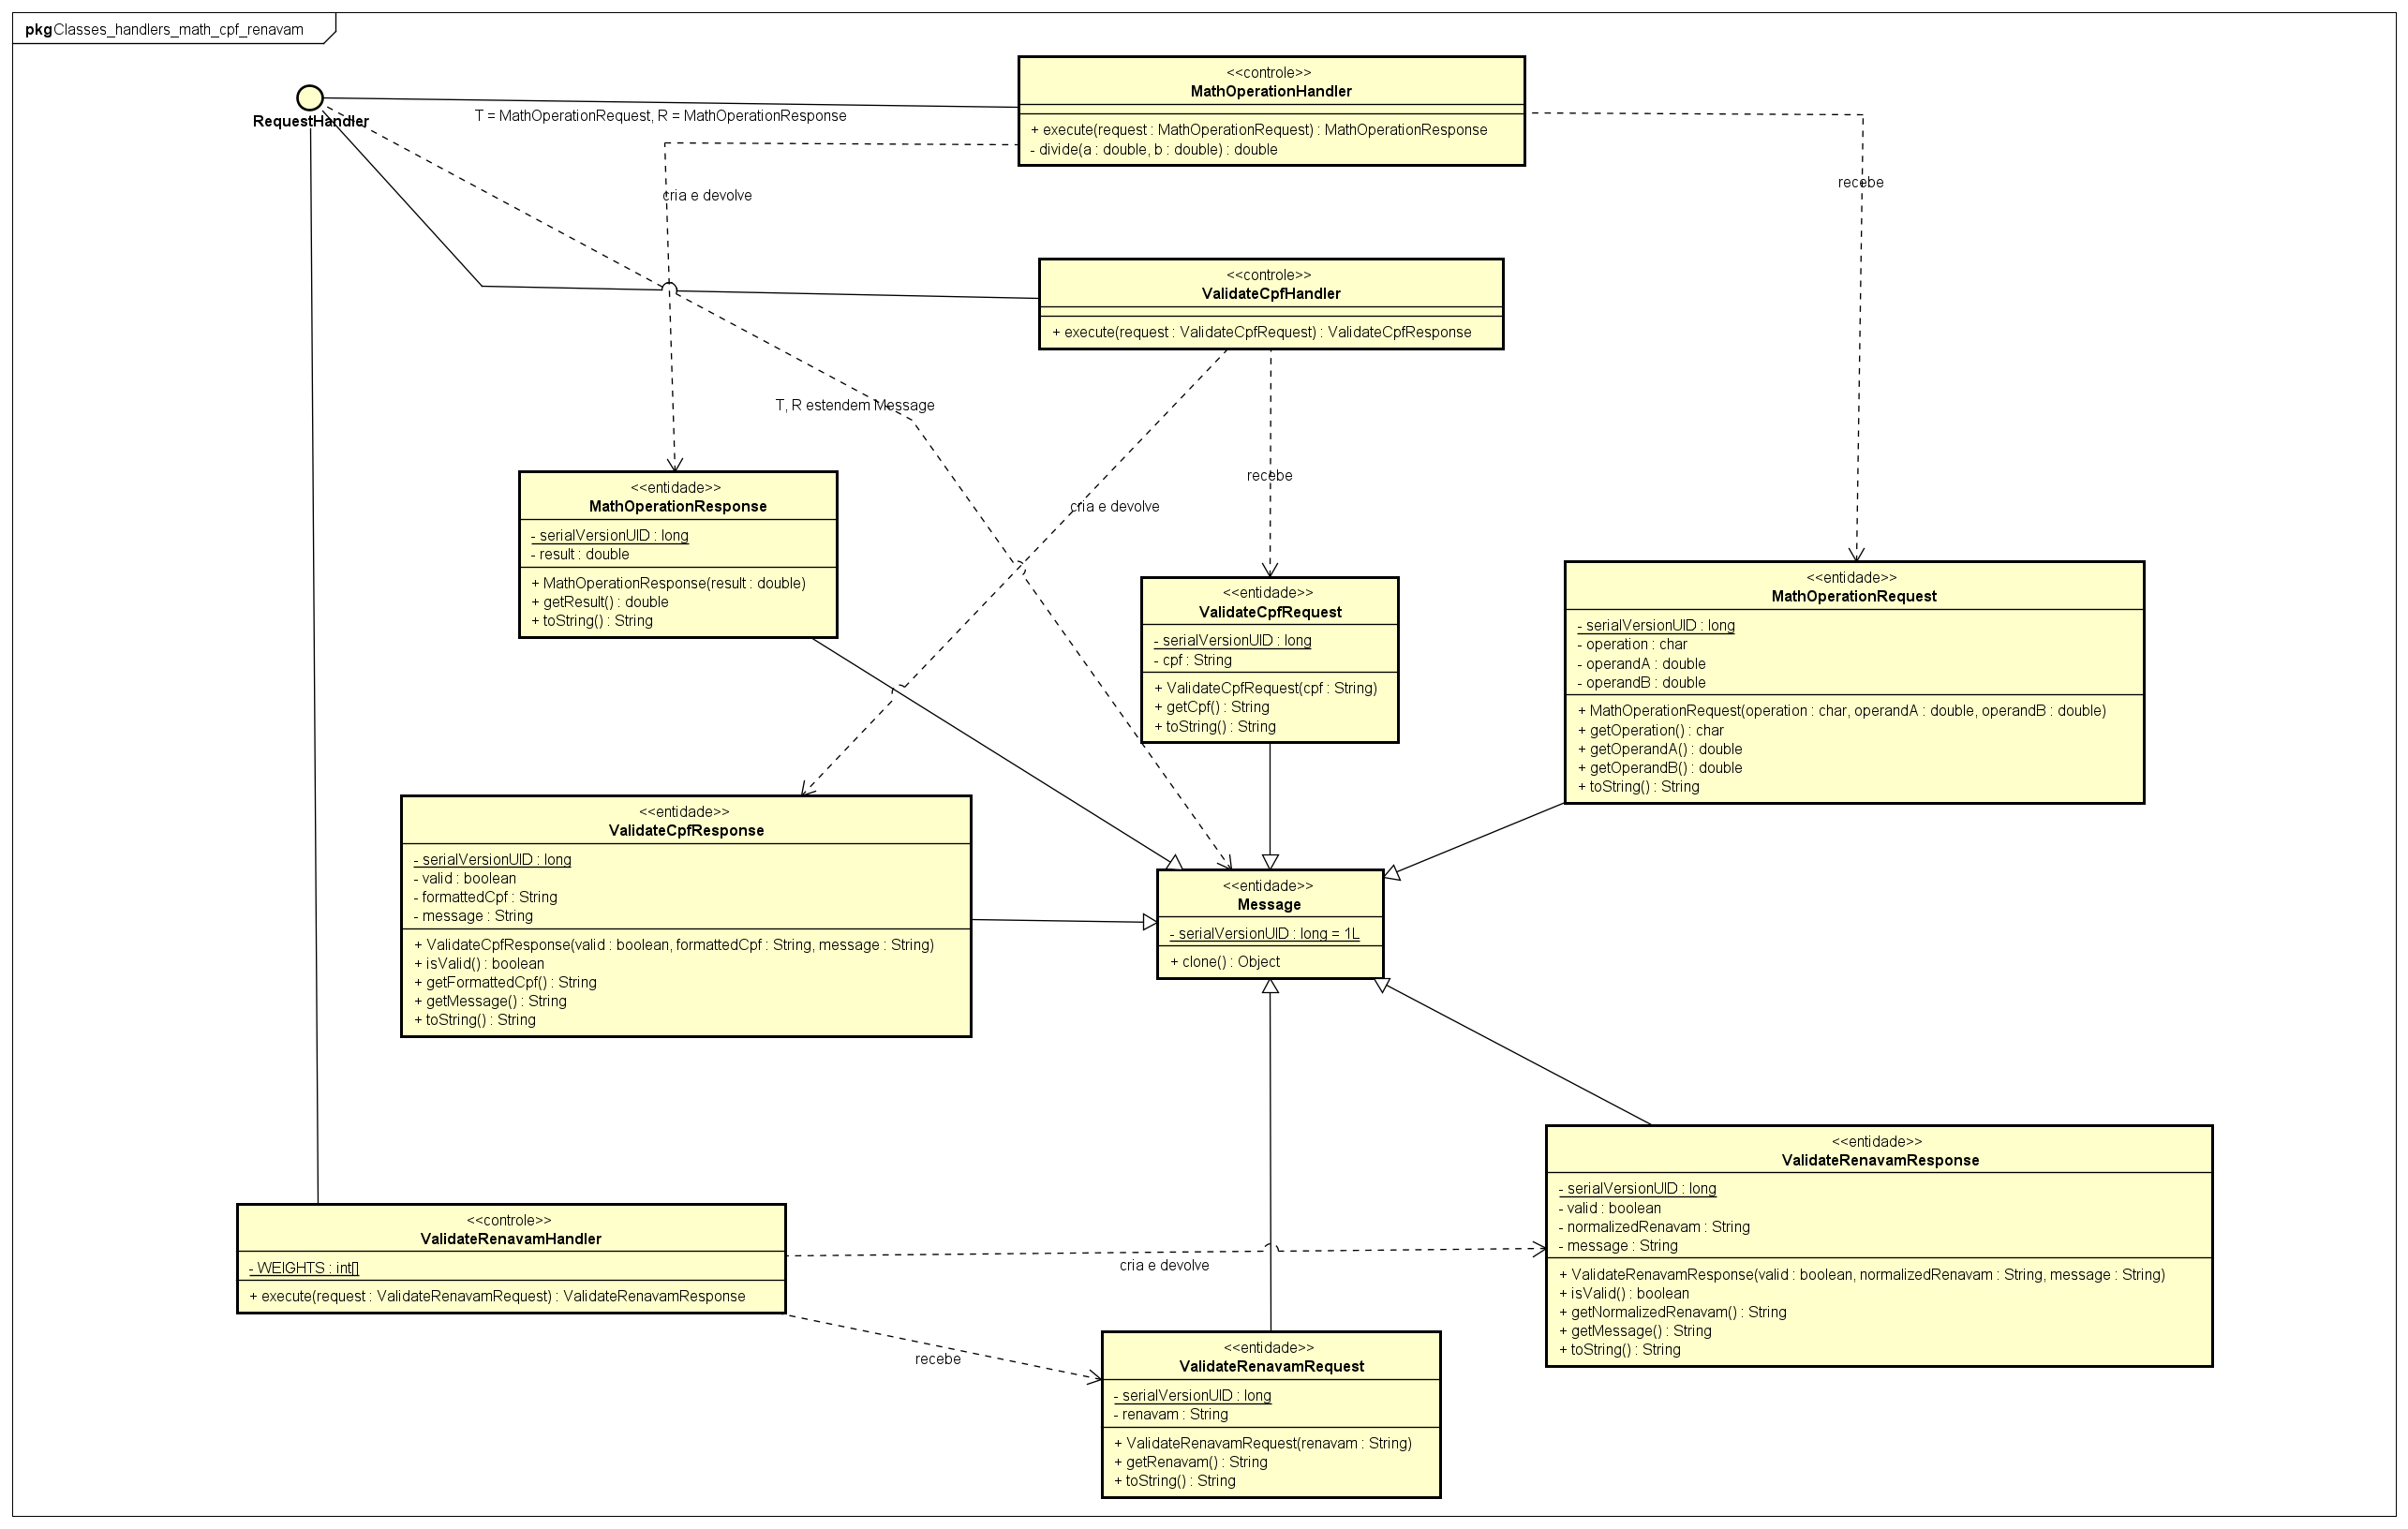 pkgClasses_handlers_math_cpf_renavam
RequestHandler
T = MathOperationRequest, R = MathOperationResponse
<<controle>>
MathOperationHandler
+ execute(request : MathOperationRequest) : MathOperationResponse
- divide(a : double, b : double) : double
cria e devolve
recebe
<<controle>>
ValidateCpfHandler
+ execute(request : ValidateCpfRequest) : ValidateCpfResponse
T, R estendem Message
cria e devolve
recebe
<<entidade>>
MathOperationResponse
- serialVersionUID : long
- result : double
+ MathOperationResponse(result : double)
+ getResult() : double
+ toString() : String
<<entidade>>
ValidateCpfRequest
- serialVersionUID : long
- cpf : String
+ ValidateCpfRequest(cpf : String)
+ getCpf() : String
+ toString() : String
<<entidade>>
MathOperationRequest
- serialVersionUID : long
- operation : char
- operandA : double
- operandB : double
+ MathOperationRequest(operation : char, operandA : double, operandB : double)
+ getOperation() : char
+ getOperandA() : double
+ getOperandB() : double
+ toString() : String
<<entidade>>
ValidateCpfResponse
- serialVersionUID : long
- valid : boolean
- formattedCpf : String
- message : String
+ ValidateCpfResponse(valid : boolean, formattedCpf : String, message : String)
+ isValid() : boolean
+ getFormattedCpf() : String
+ getMessage() : String
+ toString() : String
<<entidade>>
Message
- serialVersionUID : long = 1L
+ clone() : Object
<<controle>>
ValidateRenavamHandler
- WEIGHTS : int[]
+ execute(request : ValidateRenavamRequest) : ValidateRenavamResponse
cria e devolve
recebe
<<entidade>>
ValidateRenavamResponse
- serialVersionUID : long
- valid : boolean
- normalizedRenavam : String
- message : String
+ ValidateRenavamResponse(valid : boolean, normalizedRenavam : String, message : String)
+ isValid() : boolean
+ getNormalizedRenavam() : String
+ getMessage() : String
+ toString() : String
<<entidade>>
ValidateRenavamRequest
- serialVersionUID : long
- renavam : String
+ ValidateRenavamRequest(renavam : String)
+ getRenavam() : String
+ toString() : String